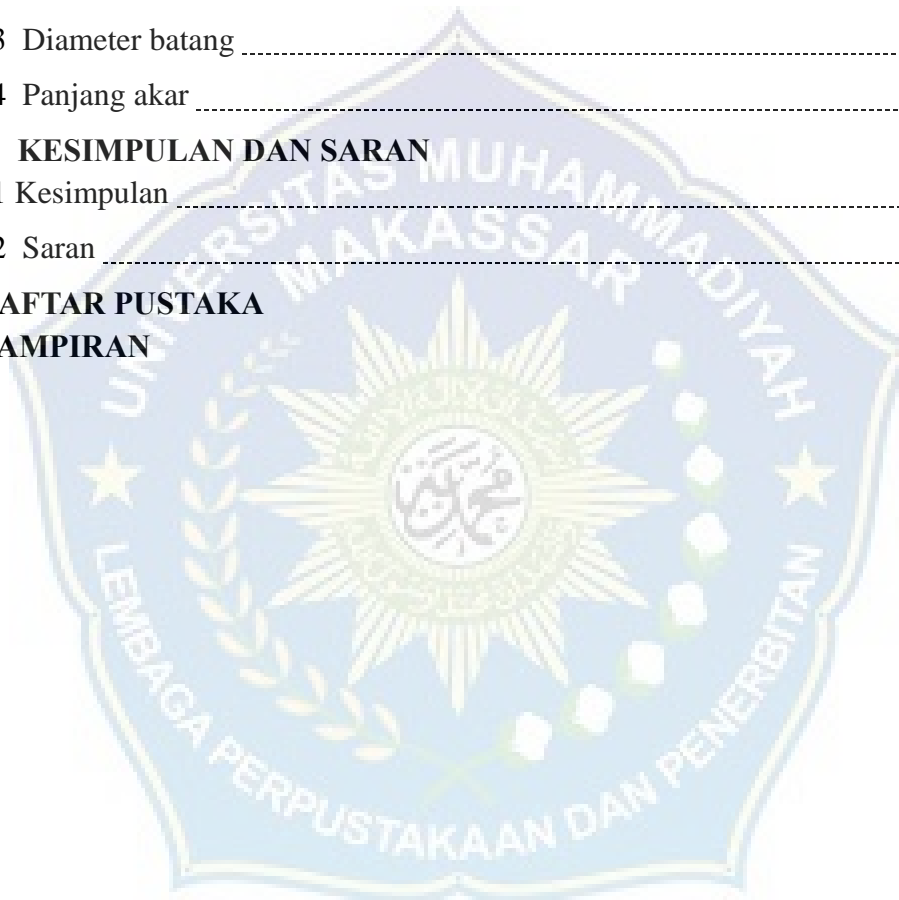 3 Diameter batang
4 Panjang akar
KESIMPULAN DAN SARAN
1 Kesimpulan
2 Saran
AFTAR PUSTAKA
AMPIRAN
UNIVERSITAS MUHAMMADIYAH
MAKASSAR
محمدية
LEMBAGA PERPUSTAKAAN DAN PENERBITAN